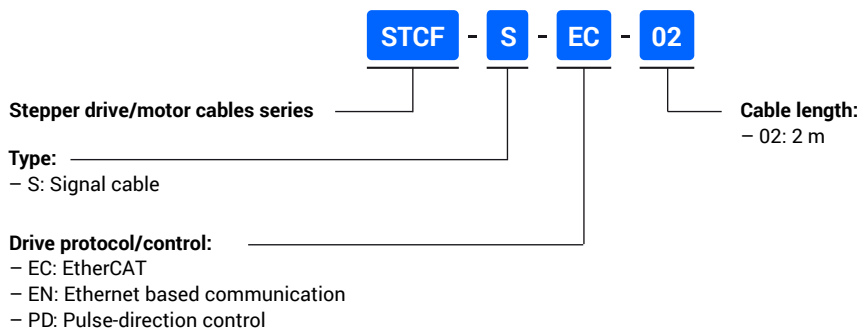 STCF - S - EC - 02
Stepper drive/motor cables series
Cable length:
– 02: 2 m
Type:
– S: Signal cable
Drive protocol/control:
– EC: EtherCAT
– EN: Ethernet based communication
– PD: Pulse-direction control